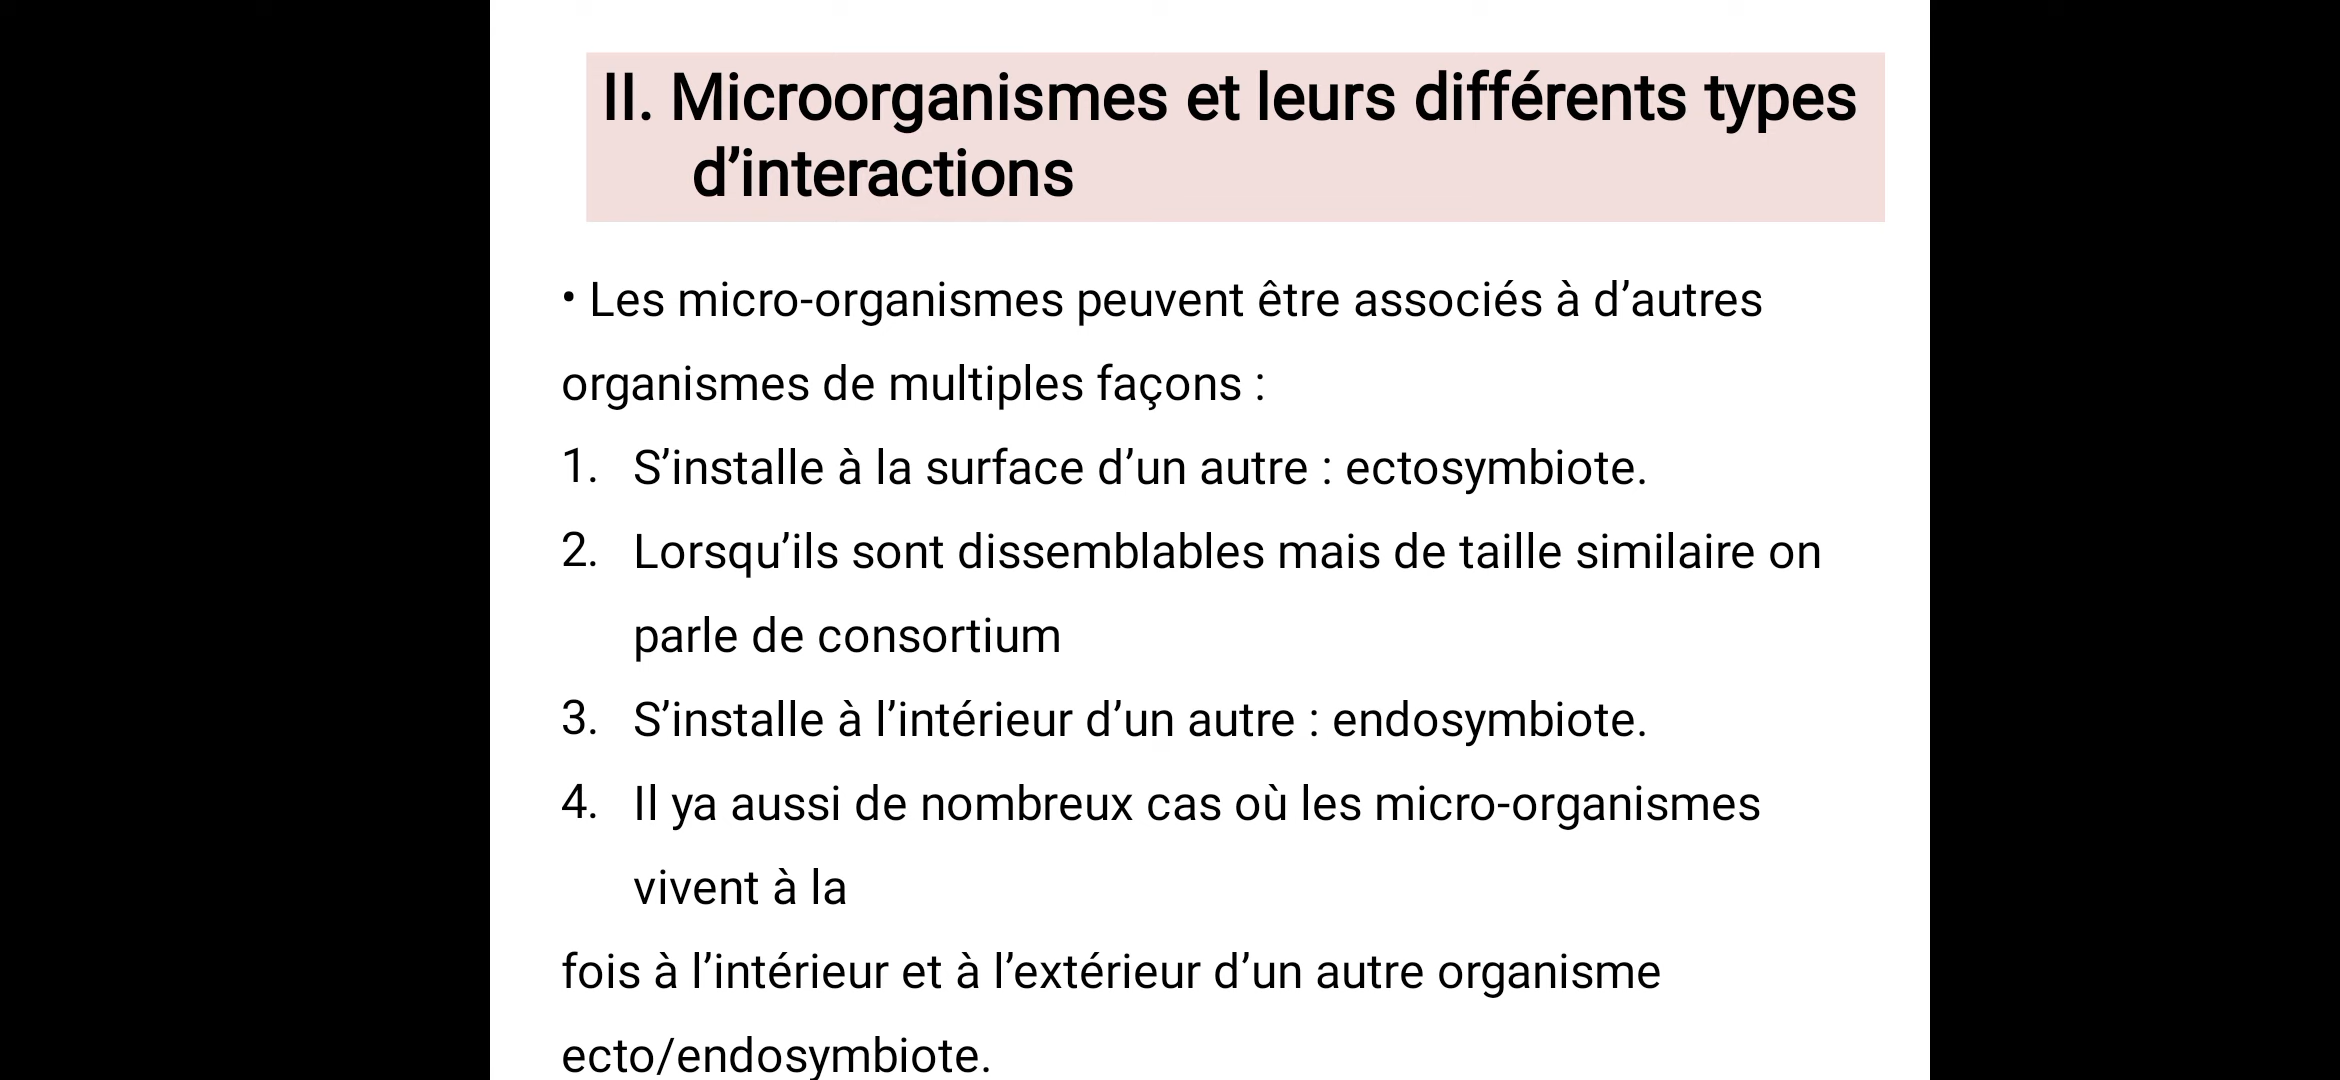 II. Microorganismes et leurs différents types
d’interactions
• Les micro-organismes peuvent être associés à d’autres
organismes de multiples façons :
1. S’installe à la surface d’un autre : ectosymbiote.
2. Lorsqu’ils sont dissemblables mais de taille similaire on
parle de consortium
3. S’installe à l’intérieur d’un autre : endosymbiote.
4. Il ya aussi de nombreux cas où les micro-organismes
vivent à la
fois à l’intérieur et à l’extérieur d’un autre organisme
ecto/endosymbiote.